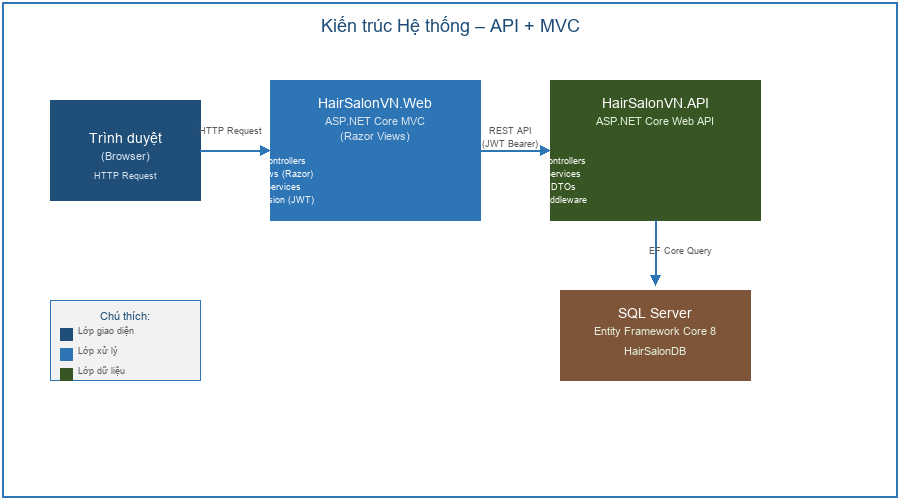 Kiến trúc Hệ thống – API + MVC
Trình duyệt
(Browser)
HTTP Request
HTTP Request
HairSalonVN.Web
ASP.NET Core MVC
(Razor Views)
ontrollers
ws (Razor)
ervices
sion (JWT)
REST API
(JWT Bearer)
HairSalonVN.API
ASP.NET Core Web API
ontrollers
ervices
DTOs
ddleware
EF Core Query
SQL Server
Entity Framework Core 8
HairSalonDB
Chú thích:
Lớp giao diện
Lớp xử lý
Lớp dữ liệu